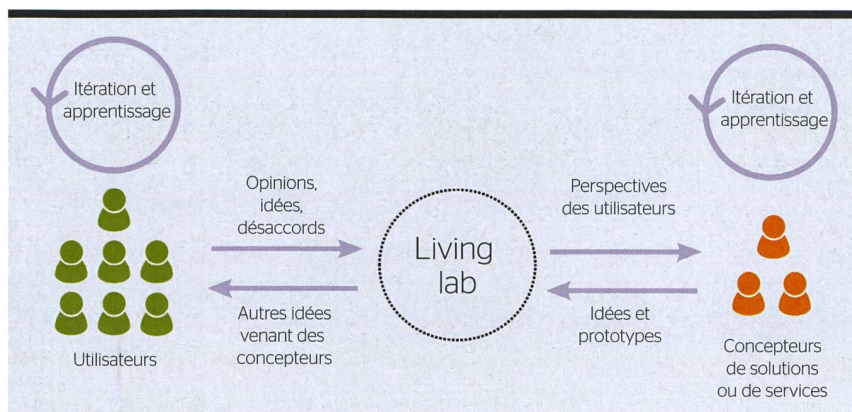 Itération et
apprentissage
Itération et
apprentissage
Opinions,
idées,
désaccords
Perspectives
des utilisateurs
Living
lab
Autres idées
venant des
concepteurs
Idées et
prototypes
Utilisateurs
Concepteurs
de solutions
ou de services